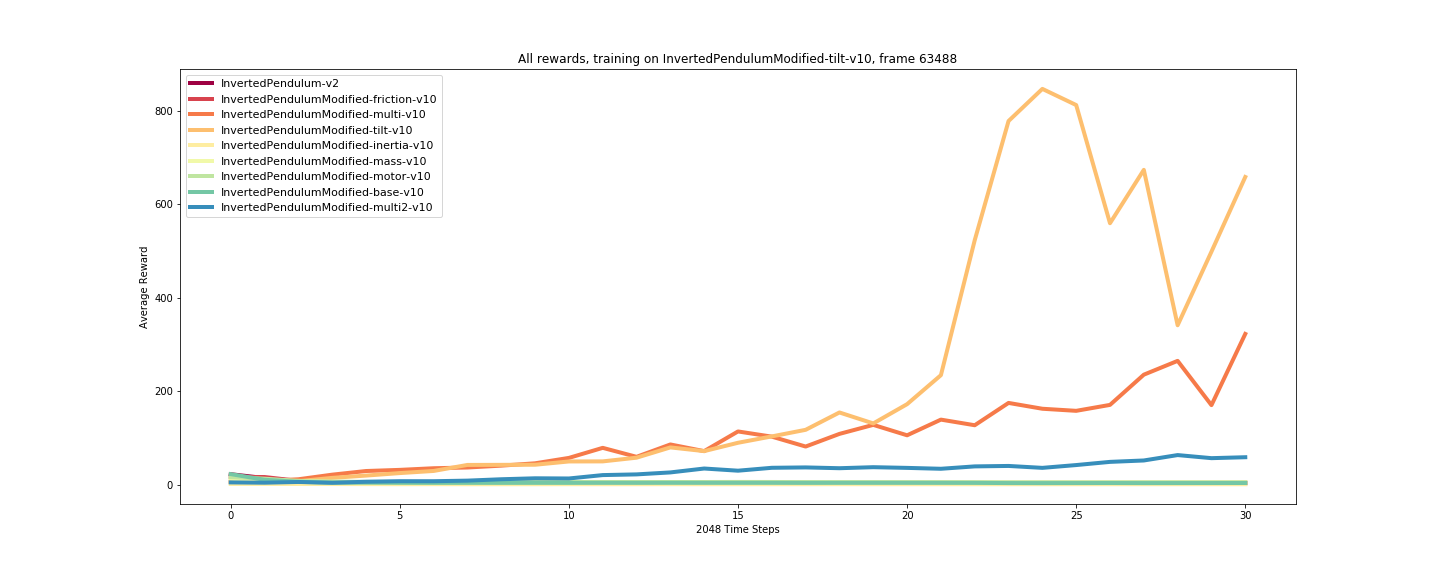 All rewards, training on InvertedPendulumModified-tilt-v10, frame 63488
InvertedPendulum-v2
InvertedPendulumModified-friction-v10
InvertedPendulumModified-multi-v10
InvertedPendulumModified-tilt-v10
InvertedPendulumModified-inertia-v10
InvertedPendulumModified-mass-v10
InvertedPendulumModified-motor-v10
InvertedPendulumModified-base-v10
InvertedPendulumModified-multi2-v10
Average Reward
800
600
400
200
0
0 5 10 15 20 25 30
2048 Time Steps